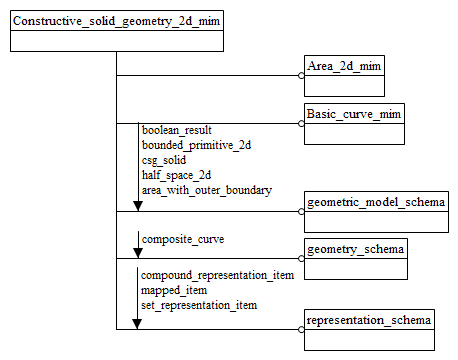 Constructive_solid_geometry_2d_mim
Area_2d_mim
Basic_curve_mim
boolean_result
bounded_primitive_2d
csg_solid
half_space_2d
area_with_outer_boundary
geometric_model_schema
composite_curve
geometry_schema
compound_representation_item
mapped_item
set_representation_item
representation_schema